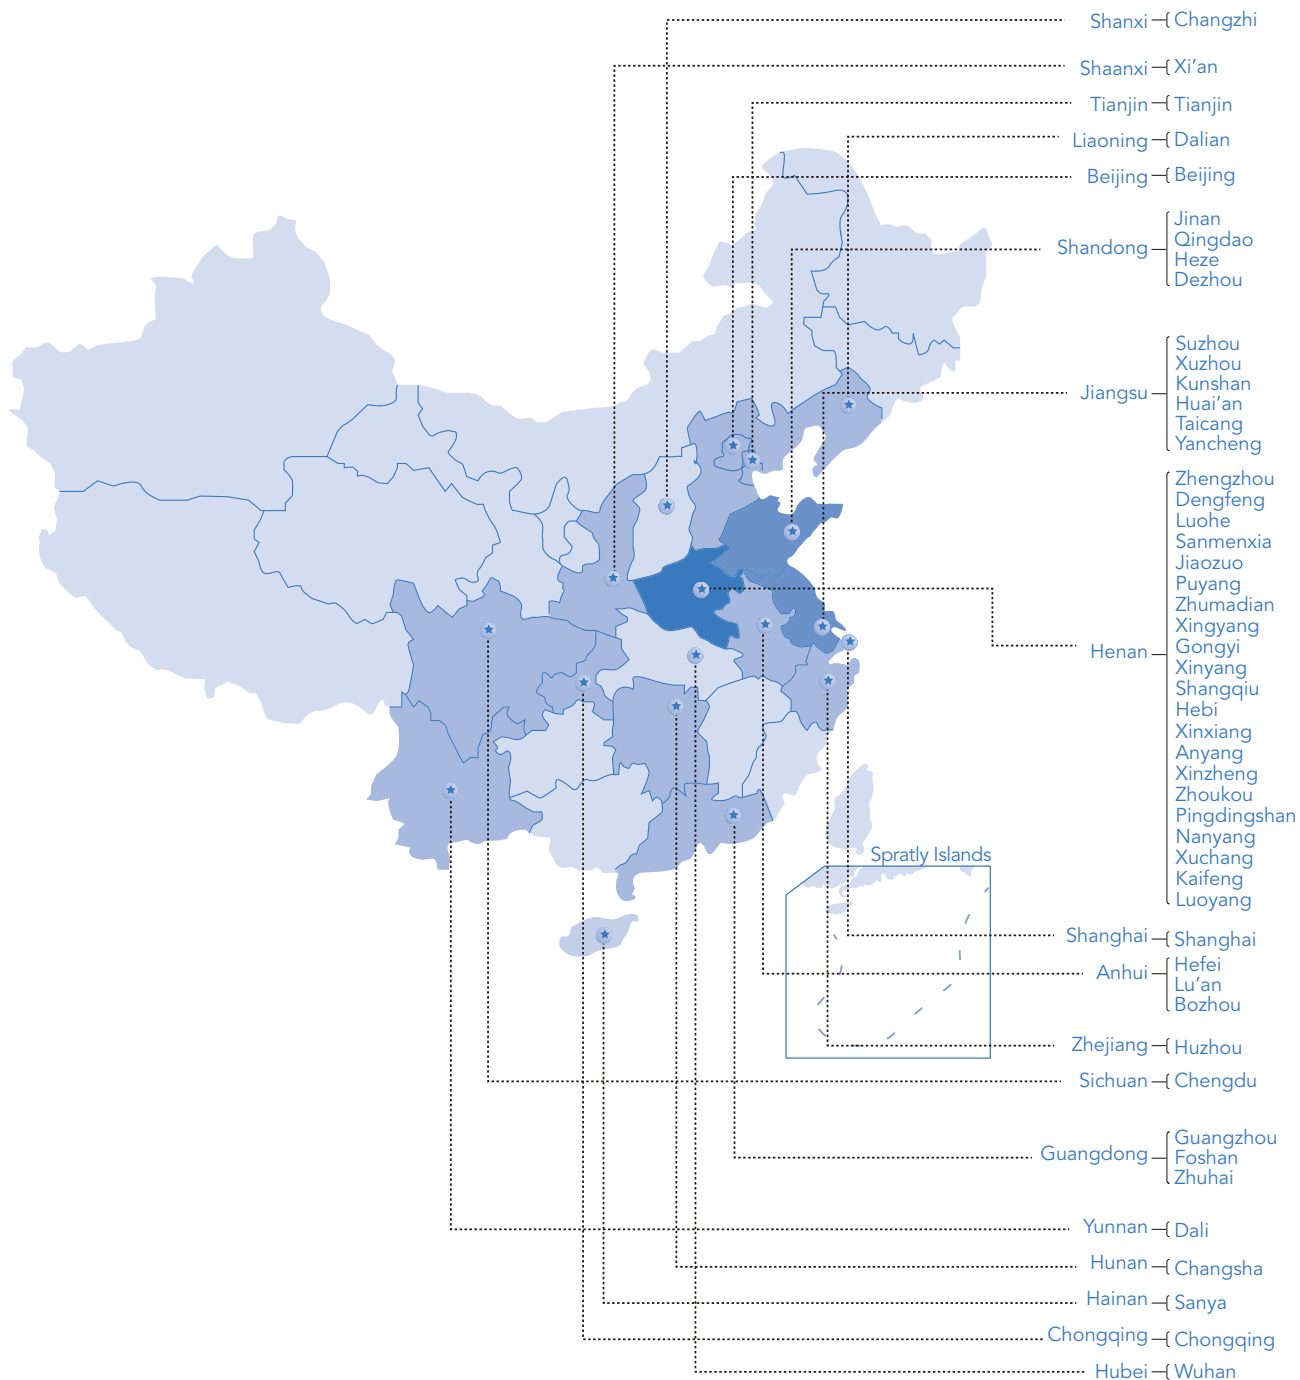 Shanxi
Changzhi
Shaanxi
Xi’an
Tianjin
Tianjin
Liaoning
Dalian
Beijing
Beijing
Shandong
Jinan
Qingdao
Heze
Dezhou
Jiangsu
Suzhou
Xuzhou
Kunshan
Huai’an
Taicang
Yancheng
Henan
Zhengzhou
Dengfeng
Luohe
Sanmenxia
Jiaozuo
Puyang
Zhumadian
Xingyang
Gongyi
Xinyang
Shangqiu
Hebi
Xinxiang
Anyang
Xinzheng
Zhoukou
Pingdingshan
Nanyang
Xuchang
Kaifeng
Luoyang
Spratly Islands
Shanghai
Shanghai
Anhui
Hefei
Lu’an
Bozhou
Zhejiang
Huzhou
Sichuan
Chengdu
Guangdong
Guangzhou
Foshan
Zhuhai
Yunnan
Dali
Hunan
Changsha
Hainan
Sanya
Chongqing
Chongqing
Hubei
Wuhan